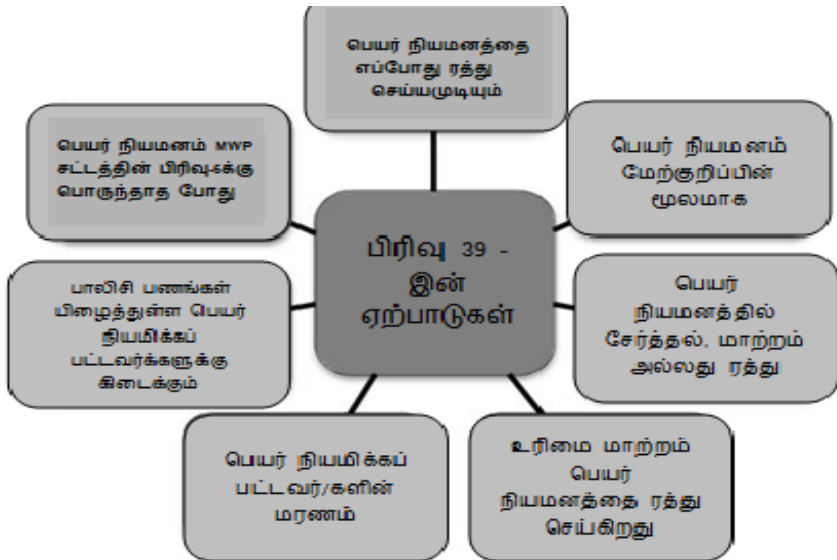 பெயர் நியமனத்தை
எப்போது ரத்து
செய்யமுடியும்
பெயர் நியமனம் MWP
சட்டத்தின் பிரிவு-6க்கு
பொருந்தாத போது
பெயர் நியமனம்
மேற்குறிப்பின்
மூலமாக
பிரிவு 39 -
இன்
ஏற்பாடுகள்
பாலிசி பணங்கள்
யிழைத்துள்ள பெயர்
நியமிக்கப்
பட்டவர்க்களுக்கு
கிடைக்கும்
பெயர்
நியமனத்தில்
சேர்த்தல், மாற்றம்
அல்லது ரத்து
பெயர் நியமிக்கப்
பட்டவர்/களின்
மரணம்
உரிமை மாற்றம்
பெயர்
நியமனத்தை ரத்து
செய்கிறது